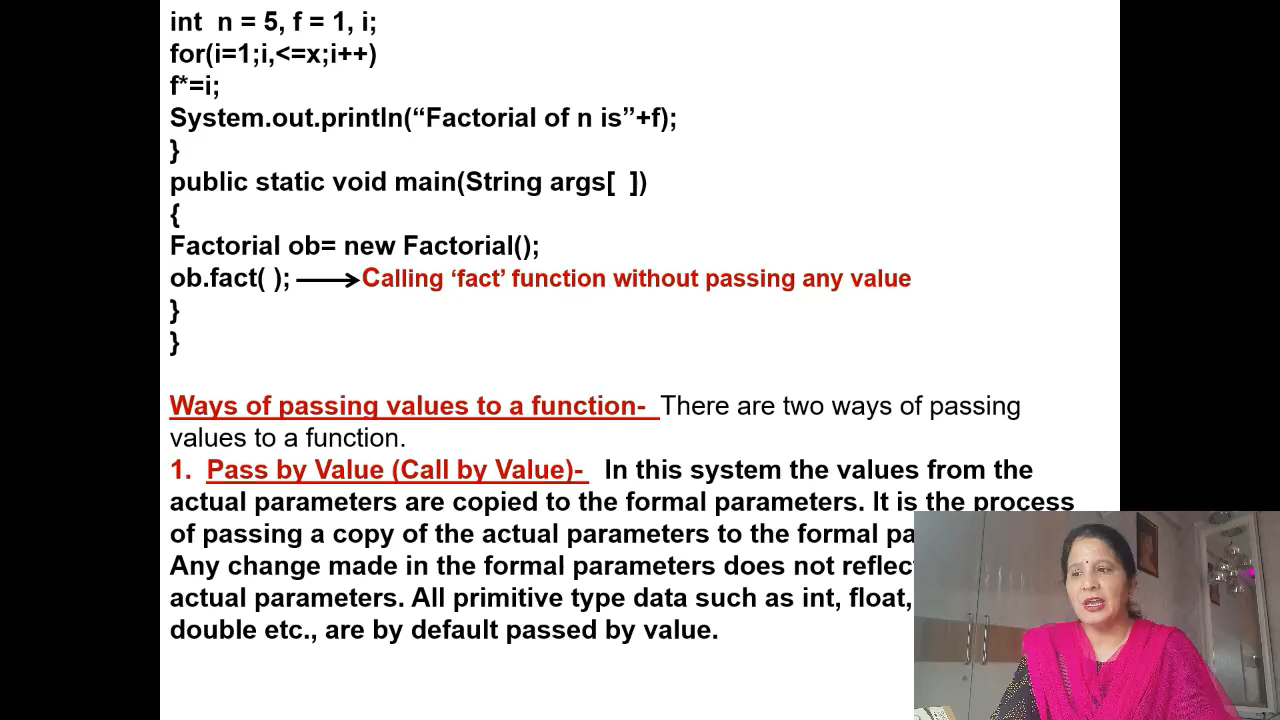 int n = 5, f = 1, i;
for(i=1;i,<=x;i++)
f*=i;
System.out.println(“Factorial of n is”+f);
}
public static void main(String args[ ])
{
Factorial ob= new Factorial();
ob.fact( ); Calling ‘fact’ function without passing any value
}
}
Ways of passing values to a function- There are two ways of passing
values to a function.
1. Pass by Value (Call by Value)- In this system the values from the
actual parameters are copied to the formal parameters. It is the process
of passing a copy of the actual parameters to the formal
Any change made in the formal parameters does not
actual parameters. All primitive type data such as int, float,
double etc., are by default passed by value.